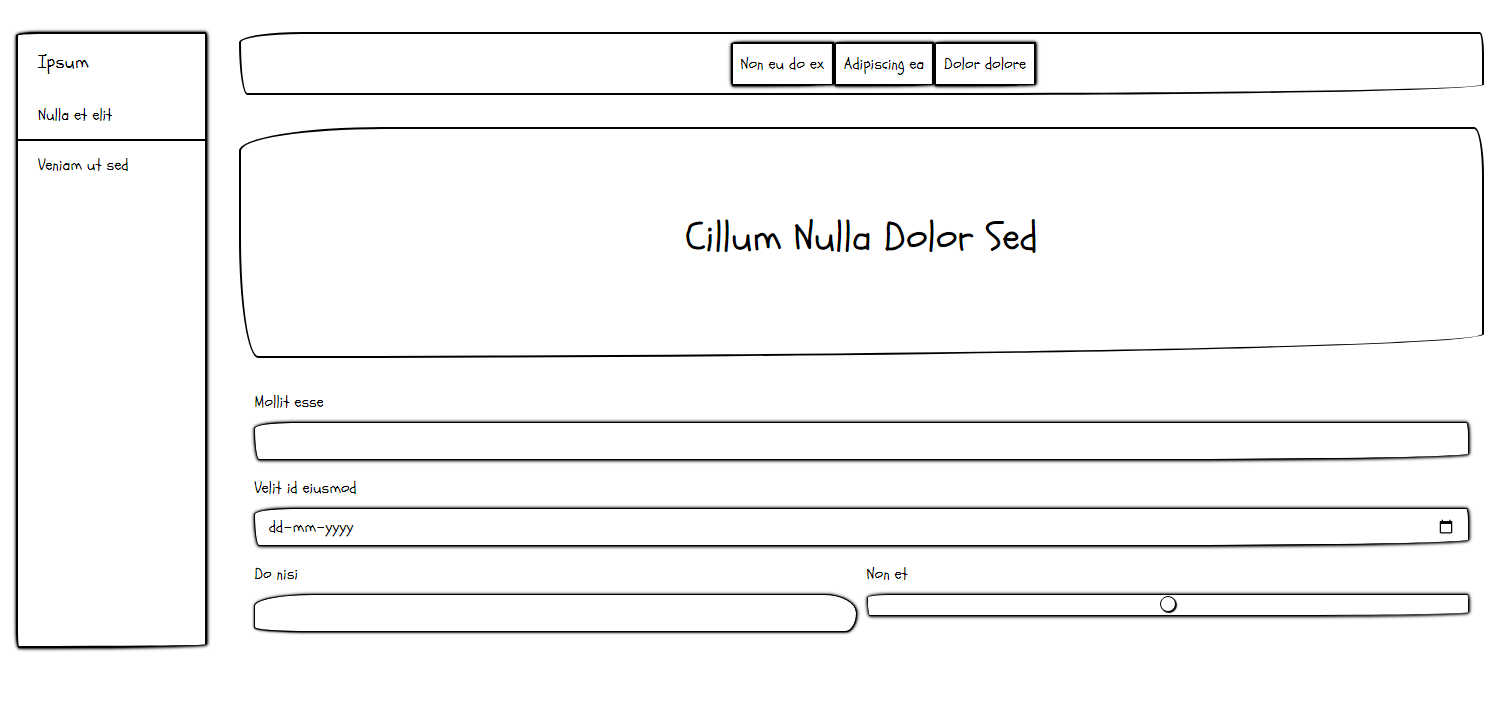 Ipsum
Nulla et elit
Veniam ut sed
Non eu do ex
Adipiscing ea
Dolor dolore
Cillum Nulla Dolor Sed
Mollit esse
Velit id eiusmod
dd-mm-yyyy
Do nisi
Non et